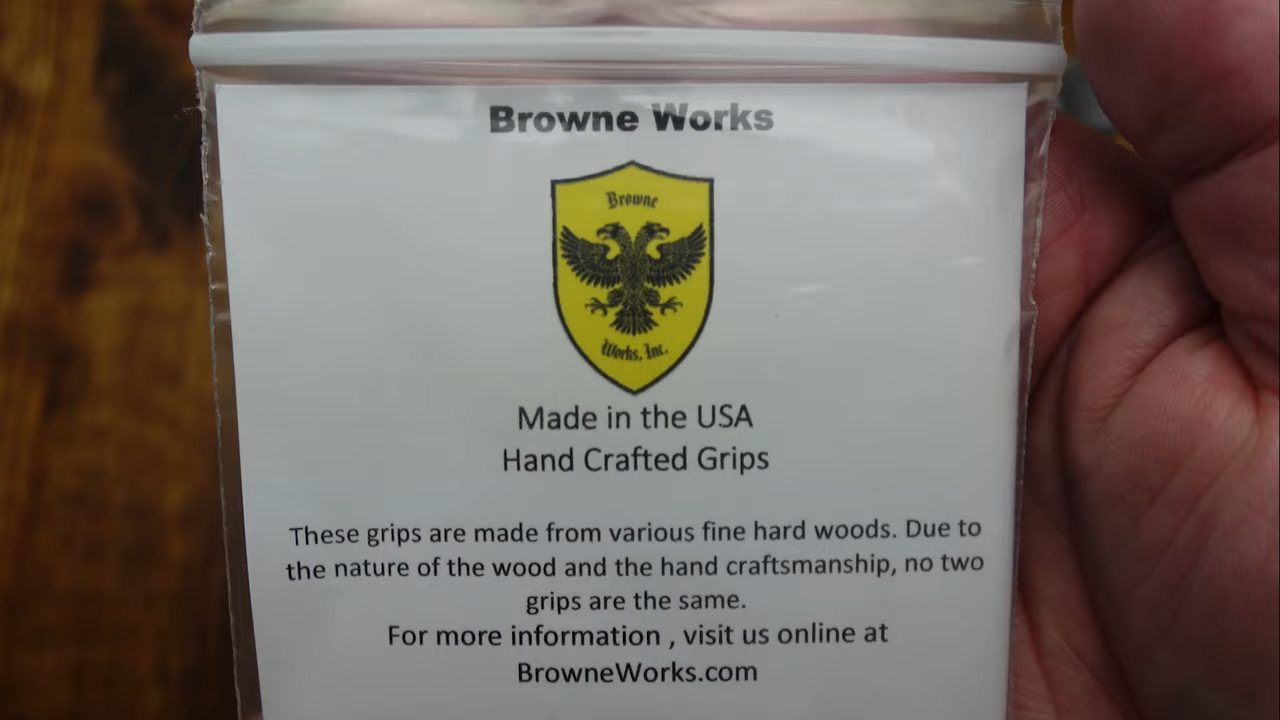 Browne Works
Browne
Works, Inc.
Made in the USA
Hand Crafted Grips
These grips are made from various fine hard woods. Due to
the nature of the wood and the hand craftsmanship, no two
grips are the same.
For more information , visit us online at
BrowneWorks.com